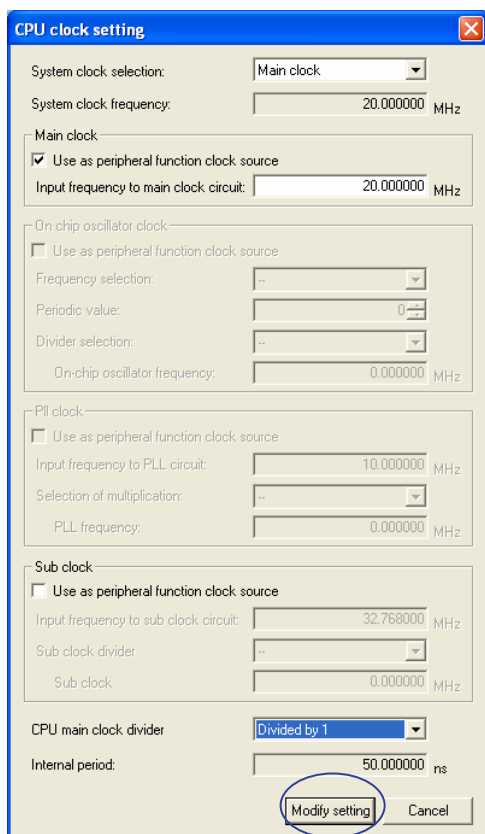 CPU clock setting
System clock selection: Main clock
System clock frequency: 20.000000 MHz
Main clock
Use as peripheral function clock source
Input frequency to main clock circuit: 20.000000 MHz
On chip oscillator clock
Use as peripheral function clock source
Frequency selection: --
Periodic value: 0
Divider selection: --
On-chip oscillator frequency: 0.000000 MHz
Pll clock
Use as peripheral function clock source
Input frequency to PLL circuit: 10.000000 MHz
Selection of multiplication: --
PLL frequency: 0.000000 MHz
Sub clock
Use as peripheral function clock source
Input frequency to sub clock circuit: 32.768000 MHz
Sub clock divider --
Sub clock 0.000000 MHz
CPU main clock divider Divided by 1
Internal period: 50.000000 ns
Modify setting Cancel